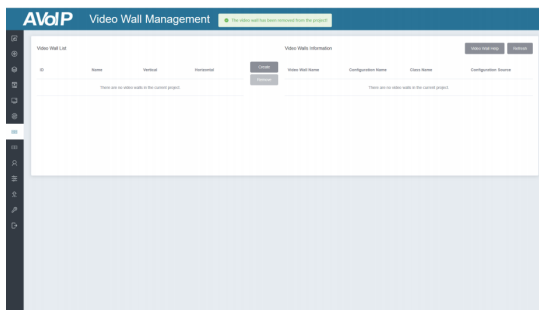 AVoIP
Video Wall Management
The video wall has been removed from the project!
Video Wall List
ID
Name
Vertical
Horizontal
There are no video walls in the current project.
Create
Remove
Video Walls Information
Video Wall Help
Refresh
Video Wall Name
Configuration Name
Class Name
Configuration Source
There are no video walls in the current project.